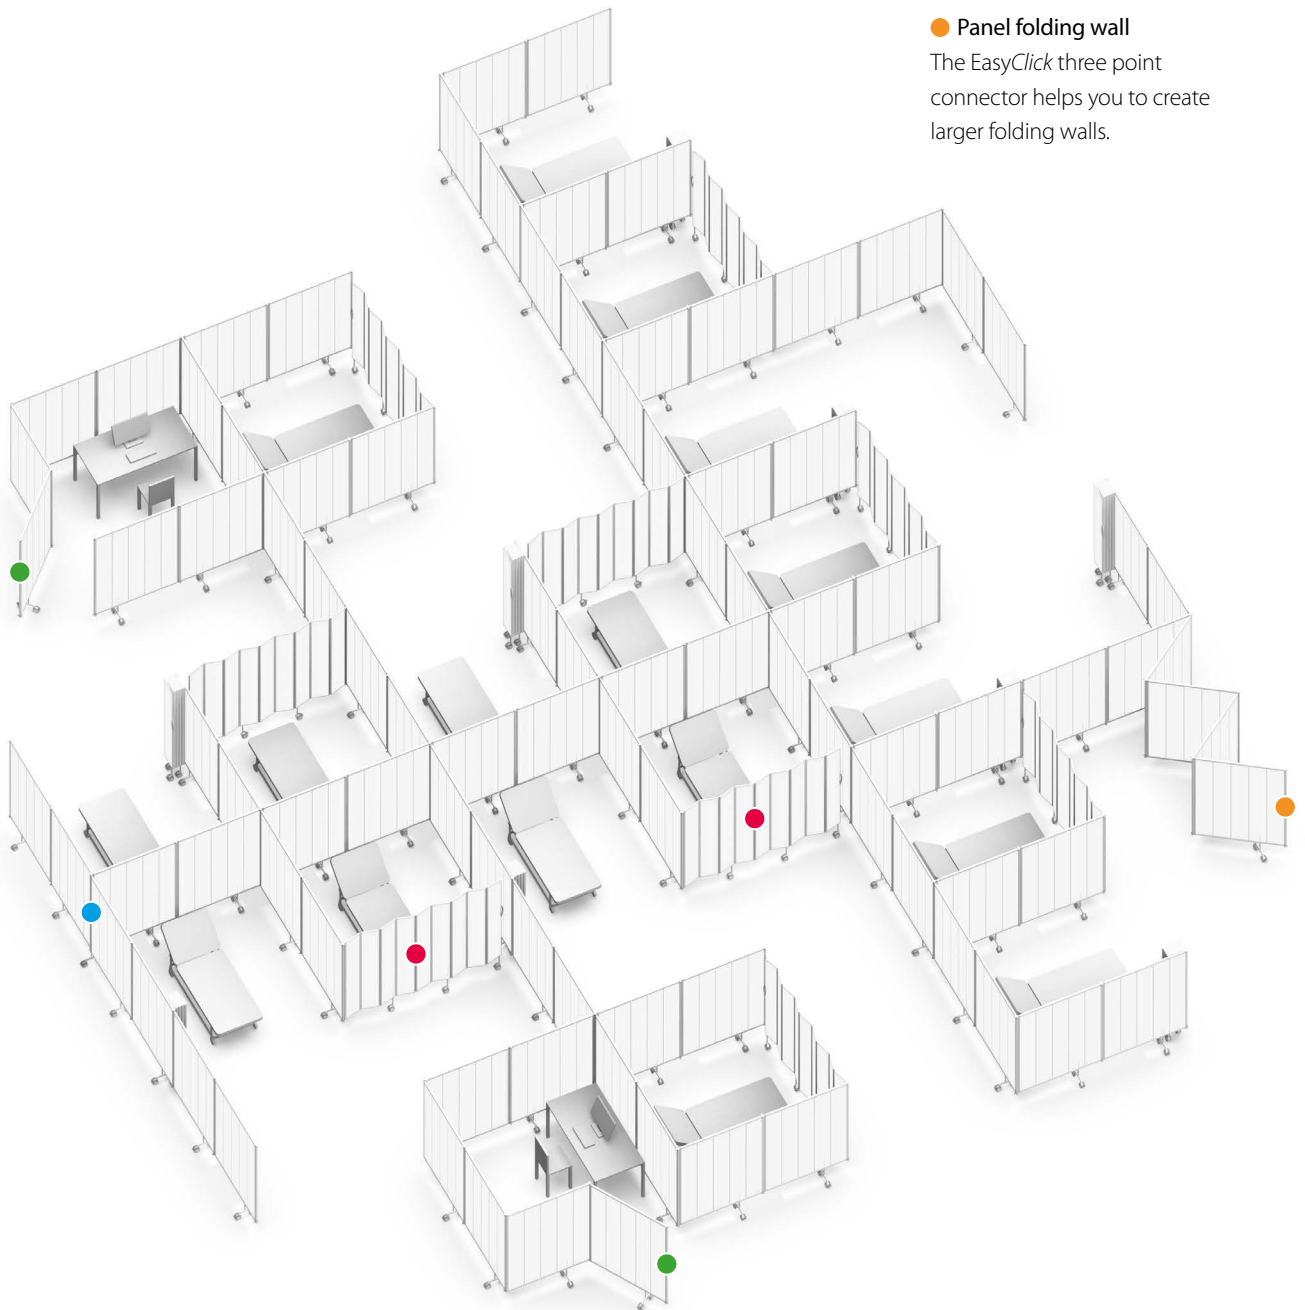 Panel folding wall
The EasyClick three point
connector helps you to create
larger folding walls.